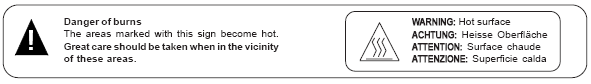 Danger of burns
The areas marked with this sign become hot.
Great care should be taken when in the vicinity
of these areas.
WARNING: Hot surface
ACHTUNG: Heisse Oberfläche
ATTENTION: Surface chaude
ATTENZIONE: Superficie calda